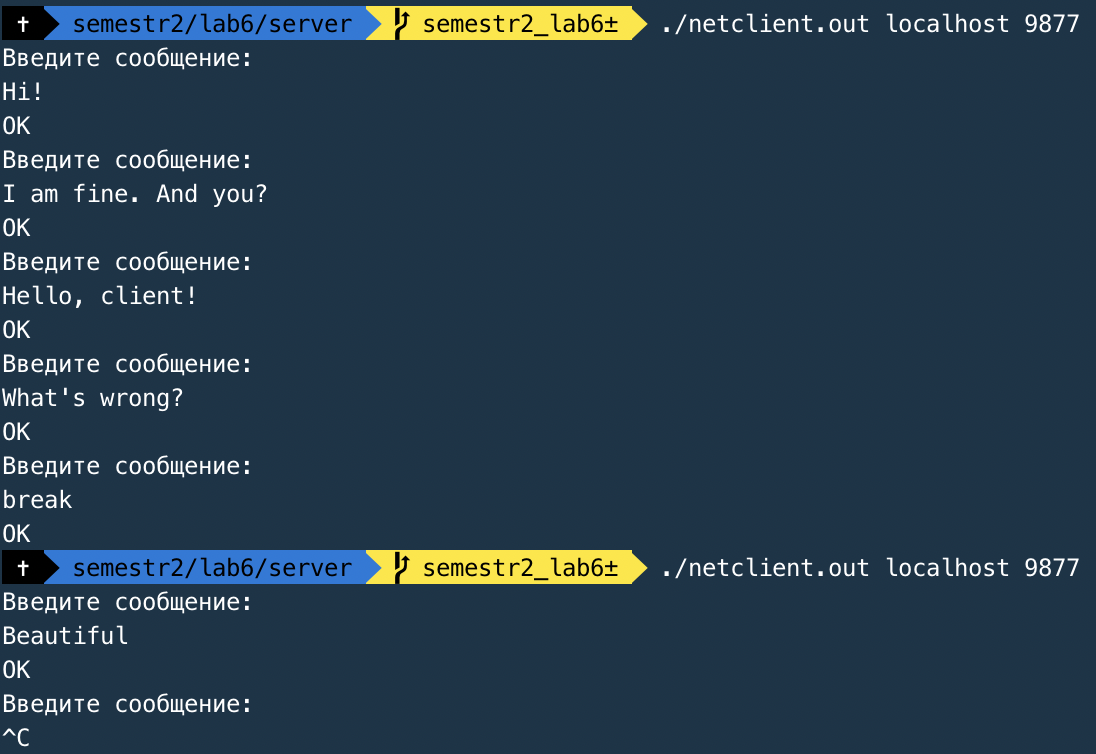 ✝ semestr2/lab6/server semestr2_lab6± ./netclient.out localhost 9877
Введите сообщение:
Hi!
OK
Введите сообщение:
I am fine. And you?
OK
Введите сообщение:
Hello, client!
OK
Введите сообщение:
What's wrong?
OK
Введите сообщение:
break
OK
✝ semestr2/lab6/server semestr2_lab6± ./netclient.out localhost 9877
Введите сообщение:
Beautiful
OK
Введите сообщение:
^C